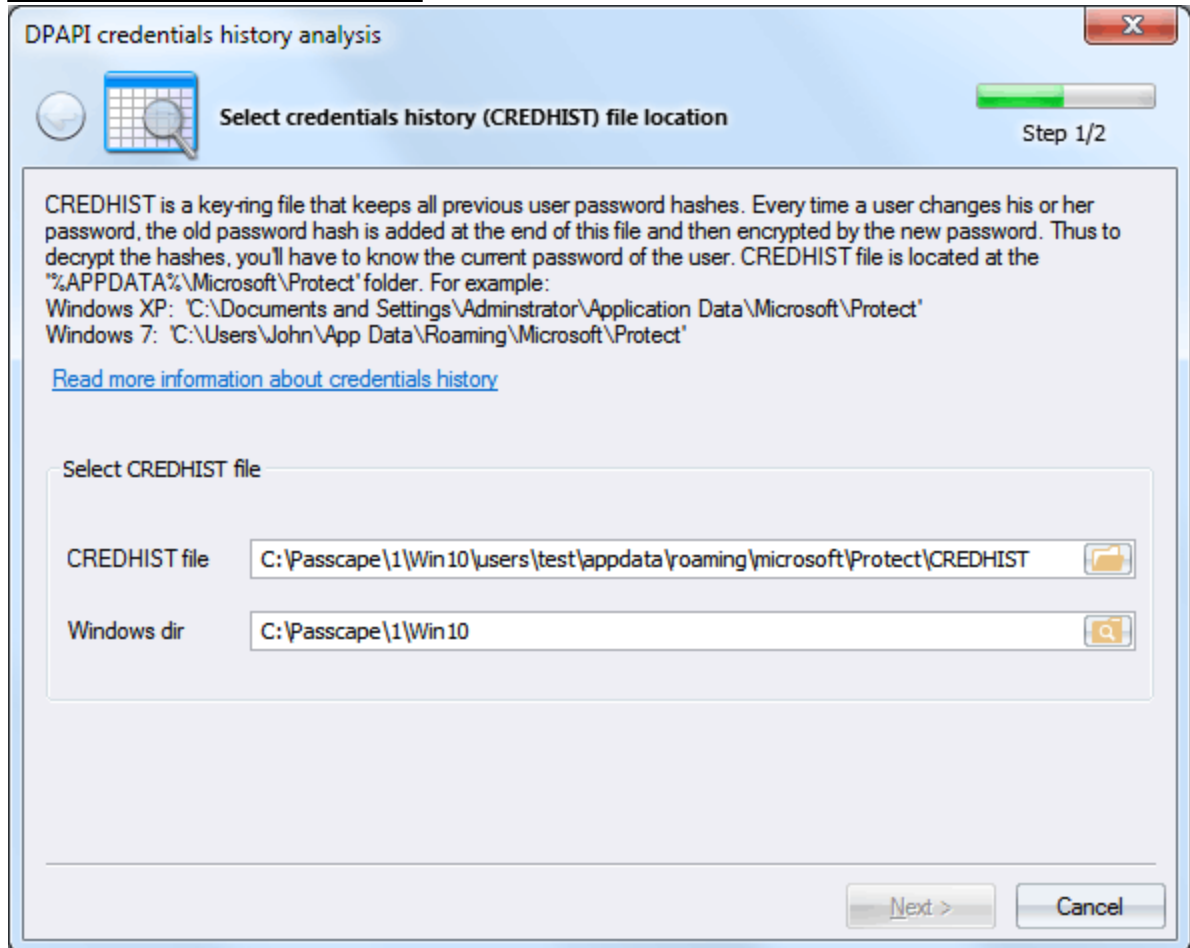 DPAPI credentials history analysis
Select credentials history (CREDHIST) file location
Step 1/2
CREDHIST is a key-ring file that keeps all previous user password hashes. Every time a user changes his or her
password, the old password hash is added at the end of this file and then encrypted by the new password. Thus to
decrypt the hashes, you'll have to know the current password of the user. CREDHIST file is located at the
'%APPDATA%\Microsoft\Protect' folder. For example:
Windows XP: 'C:\Documents and Settings\Adminstrator\Application Data\Microsoft\Protect'
Windows 7: 'C:\Users\John\App Data\Roaming\Microsoft\Protect'
Read more information about credentials history
Select CREDHIST file
CREDHIST file C:\Passcape\1\Win10\users\test\appdata\roaming\microsoft\Protect\CREDHIST
Windows dir C:\Passcape\1\Win10
Next > Cancel